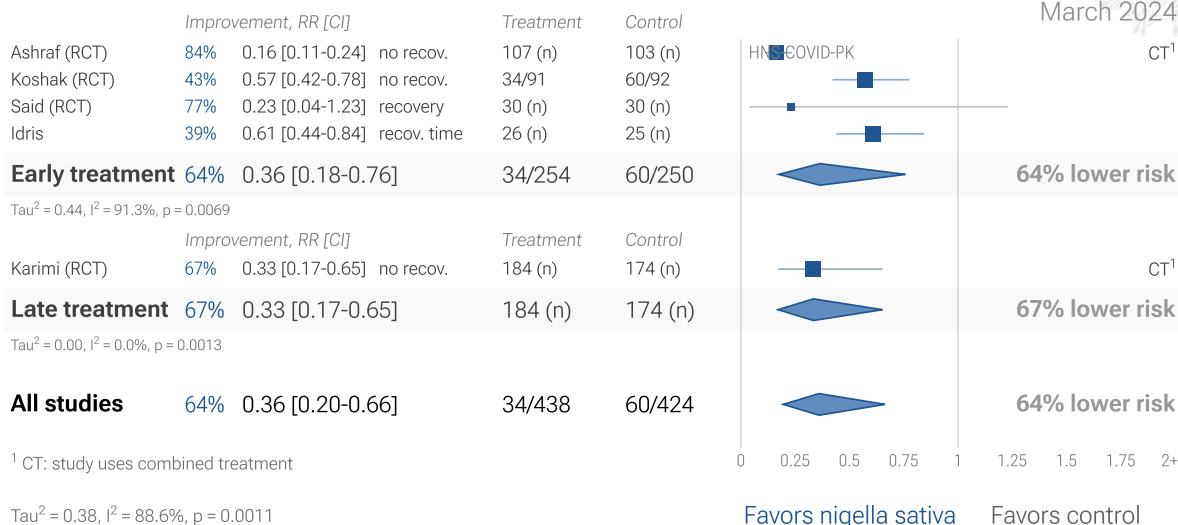 March 2024
Improvement, RR [CI] Treatment Control
Ashraf (RCT) 84% 0.16 [0.11-0.24] no recov. 107 (n) 103 (n) HNS-COVID-PK CT¹
Koshak (RCT) 43% 0.57 [0.42-0.78] no recov. 34/91 60/92
Said (RCT) 77% 0.23 [0.04-1.23] recovery 30 (n) 30 (n)
Idris 39% 0.61 [0.44-0.84] recov. time 26 (n) 25 (n)
Early treatment 64% 0.36 [0.18-0.76] 34/254 60/250 64% lower risk
Tau² = 0.44, I² = 91.3%, p = 0.0069
Improvement, RR [CI] Treatment Control
Karimi (RCT) 67% 0.33 [0.17-0.65] no recov. 184 (n) 174 (n) CT¹
Late treatment 67% 0.33 [0.17-0.65] 184 (n) 174 (n) 67% lower risk
Tau² = 0.00, I² = 0.0%, p = 0.0013
All studies 64% 0.36 [0.20-0.66] 34/438 60/424 64% lower risk
¹ CT: study uses combined treatment
0 0.25 0.5 0.75 1 1.25 1.5 1.75 2+
Tau² = 0.38, I² = 88.6%, p = 0.0011 Favors nigella sativa Favors control